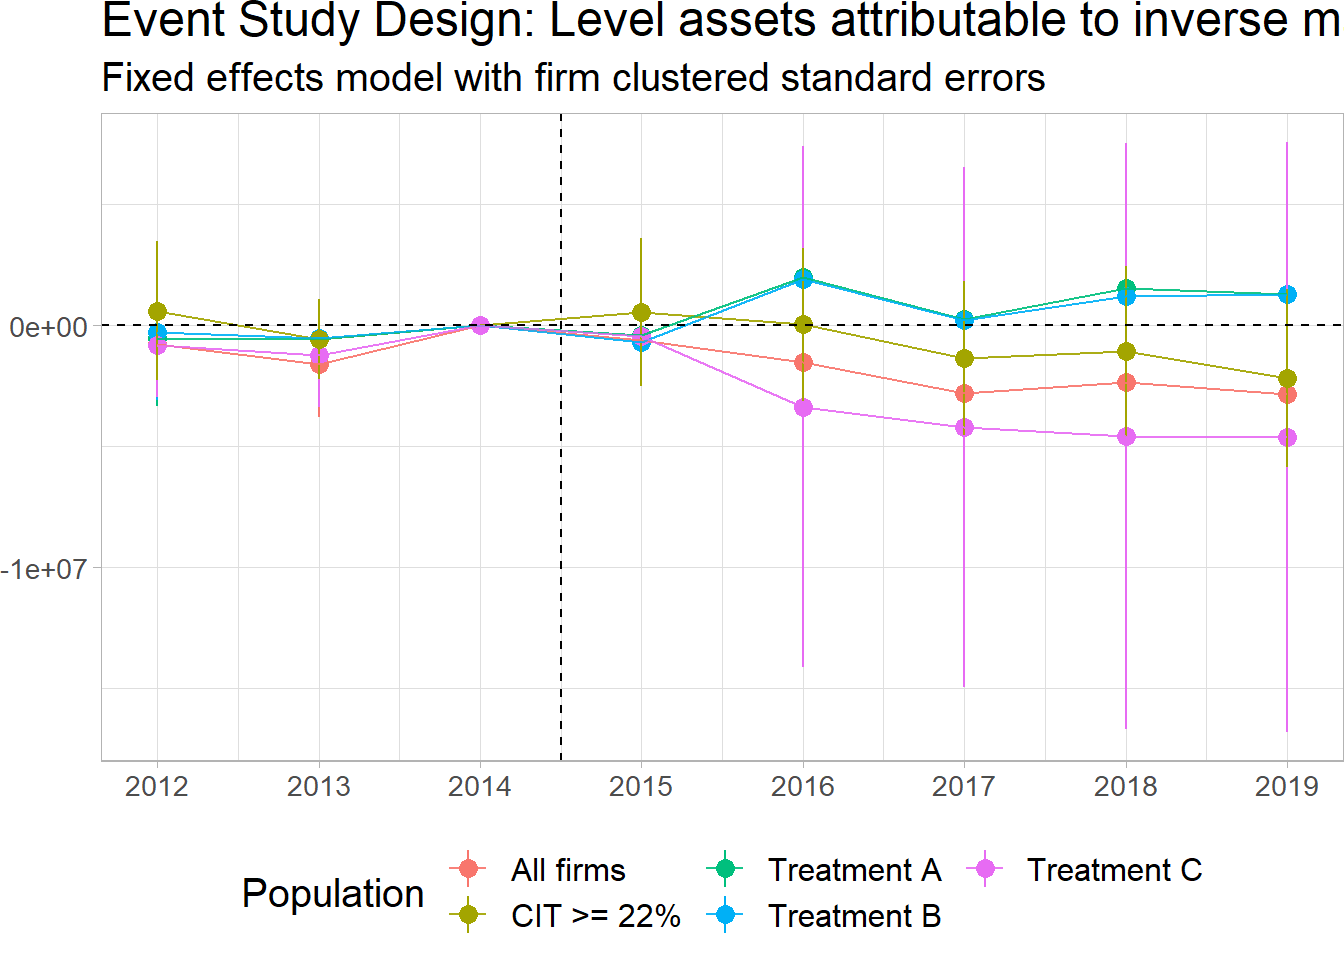 Event Study Design: Level assets attributable to inverse m
Fixed effects model with firm clustered standard errors
0e+00
-1e+07
2012 2013 2014 2015 2016 2017 2018 2019
Population
All firms
CIT >= 22%
Treatment A
Treatment B
Treatment C